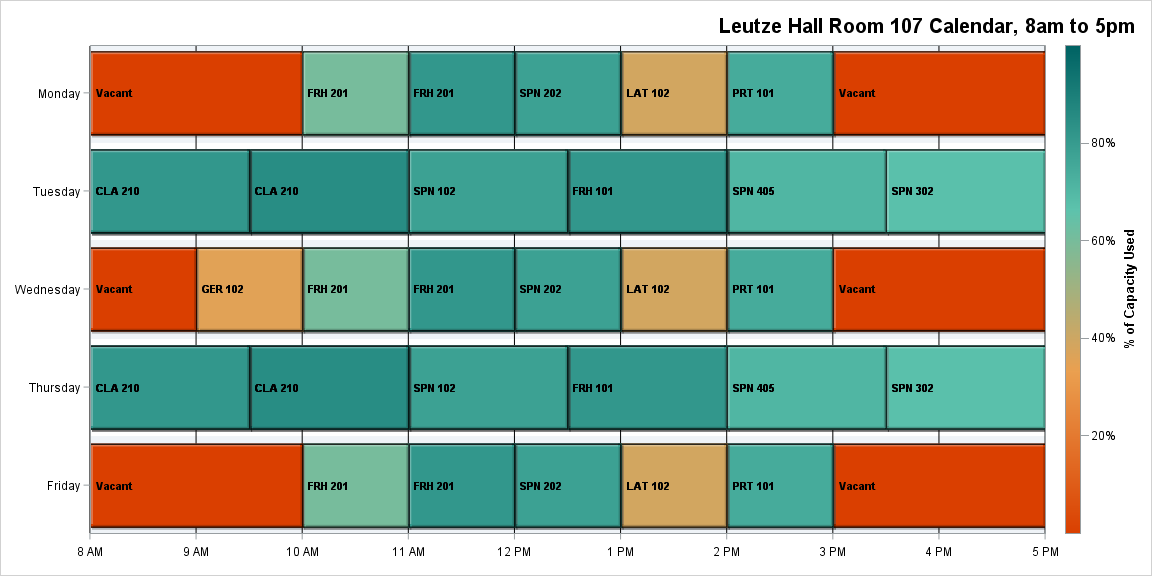 Leutze Hall Room 107 Calendar, 8am to 5pm
Monday
Vacant
FRH 201
FRH 201
SPN 202
LAT 102
PRT 101
Vacant
Tuesday
CLA 210
CLA 210
SPN 102
FRH 101
SPN 405
SPN 302
Wednesday
Vacant
GER 102
FRH 201
FRH 201
SPN 202
LAT 102
PRT 101
Vacant
Thursday
CLA 210
CLA 210
SPN 102
FRH 101
SPN 405
SPN 302
Friday
Vacant
FRH 201
FRH 201
SPN 202
LAT 102
PRT 101
Vacant
8 AM
9 AM
10 AM
11 AM
12 PM
1 PM
2 PM
3 PM
4 PM
5 PM
80%
60%
40%
20%
% of Capacity Used